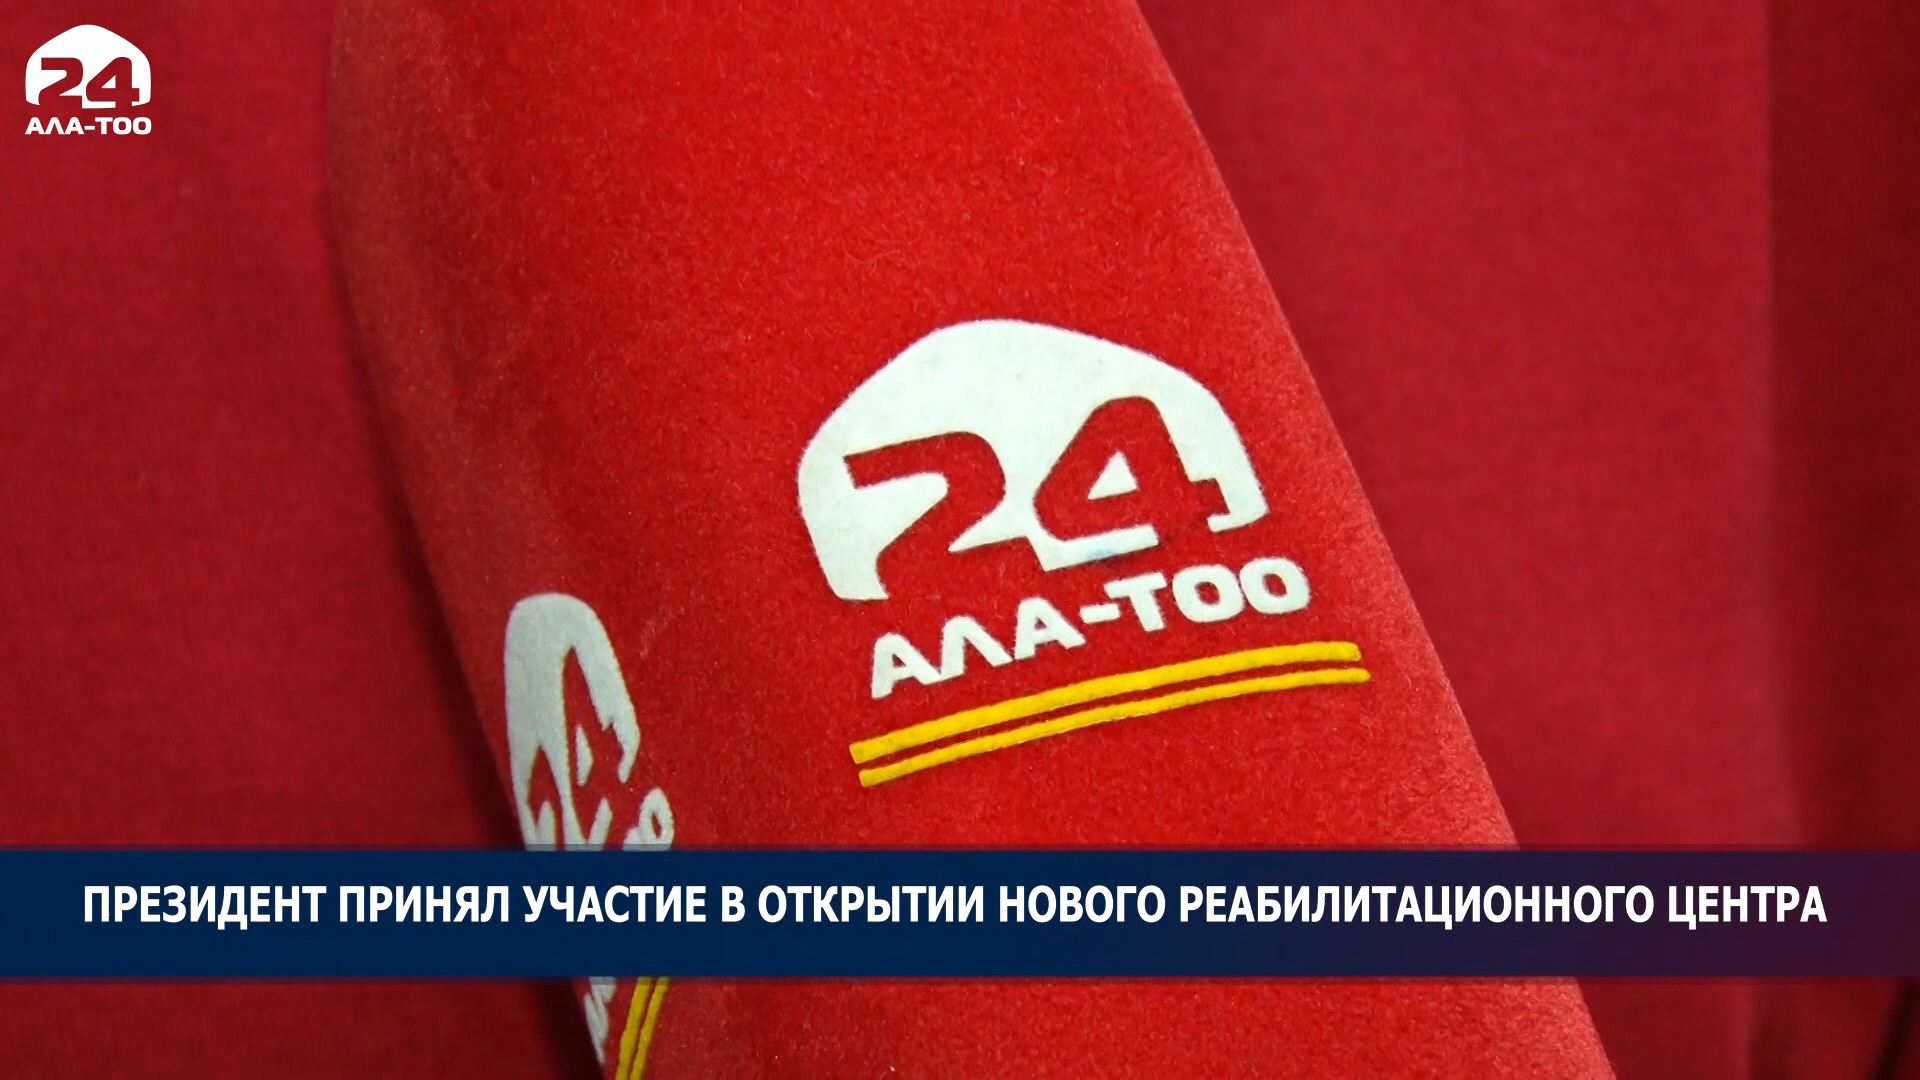 24
АЛА-ТОО
24
АЛА-ТОО
ПРЕЗИДЕНТ ПРИНЯЛ УЧАСТИЕ В ОТКРЫТИИ НОВОГО РЕАБИЛИТАЦИОННОГО ЦЕНТРА